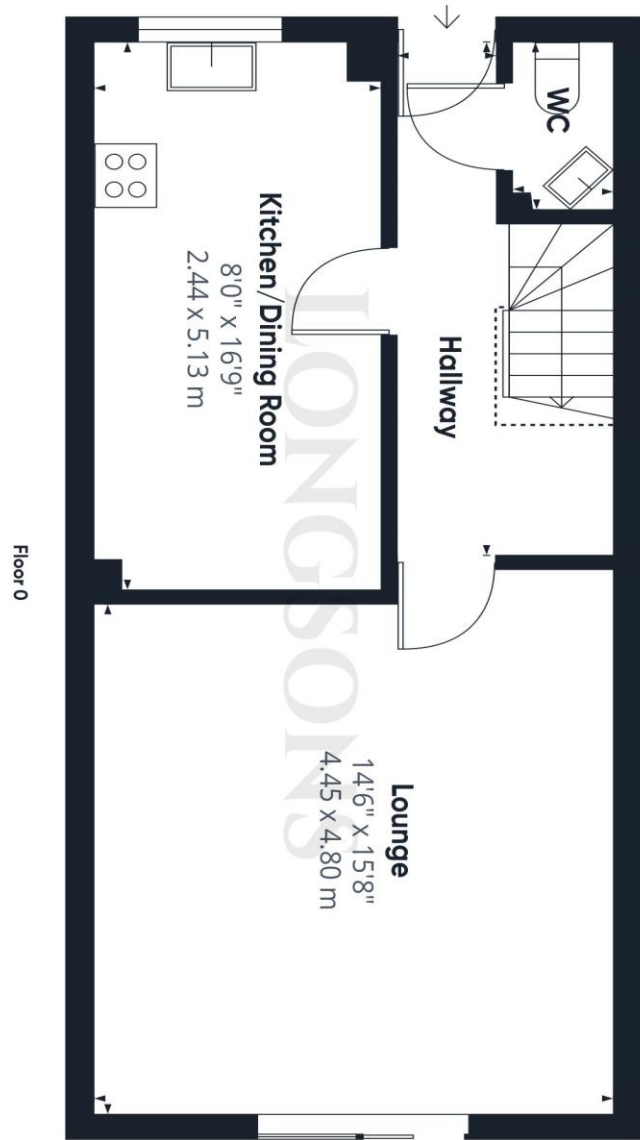 WC
Kitchen/Dining Room
8'0" x 16'9"
2.44 x 5.13 m
Hallway
Lounge
14'6" x 15'8"
4.45 x 4.80 m
LONGSONS
Floor 0